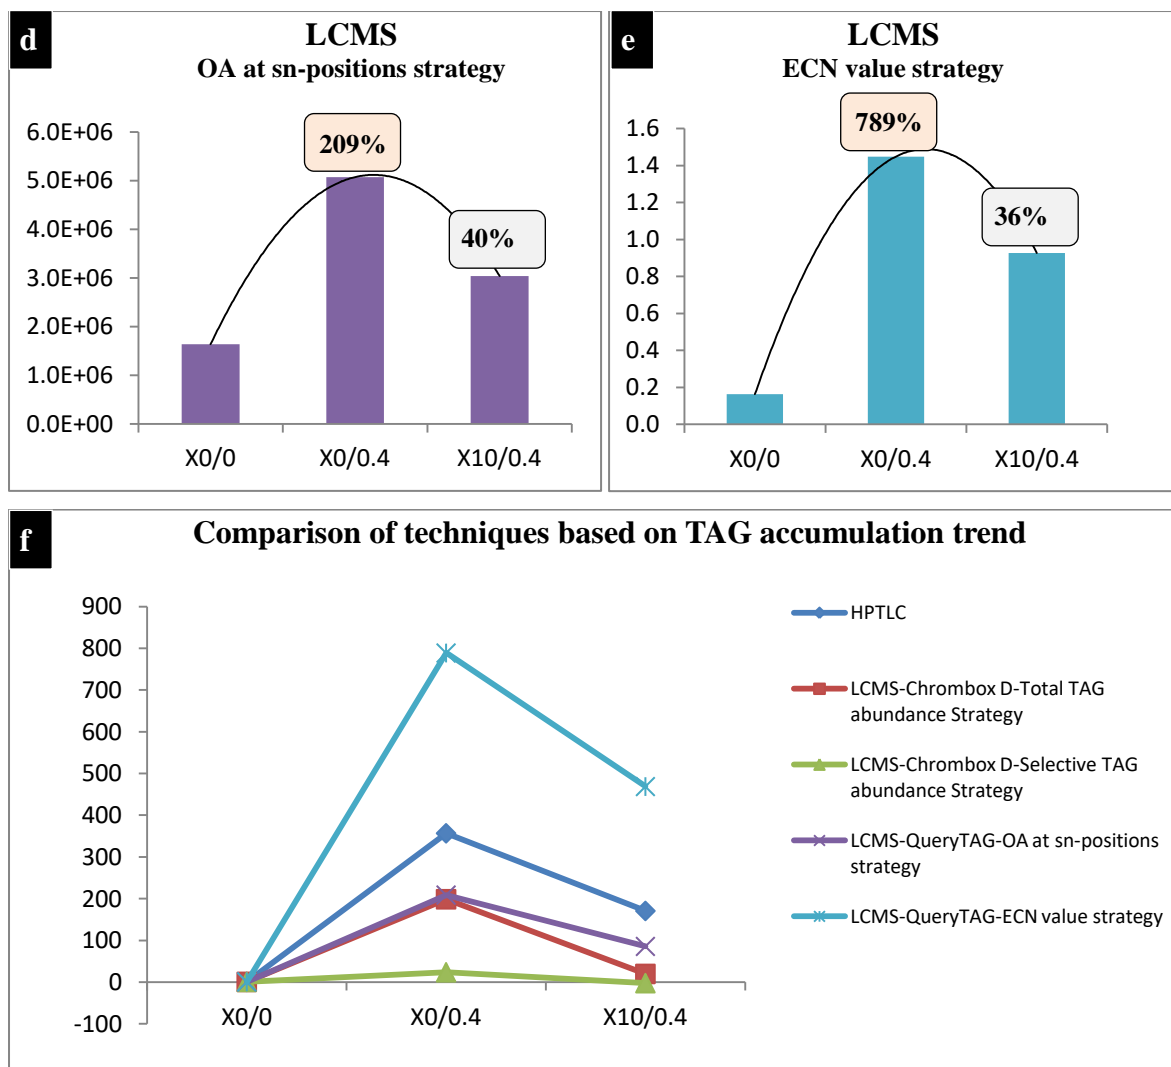 d
LCMS
OA at sn-positions strategy
6.0E+06
5.0E+06
4.0E+06
3.0E+06
2.0E+06
1.0E+06
0.0E+00
209%
40%
X0/0
X0/0.4
X10/0.4
e
LCMS
ECN value strategy
1.6
1.4
1.2
1.0
0.8
0.6
0.4
0.2
0.0
789%
36%
X0/0
X0/0.4
X10/0.4
f
Comparison of techniques based on TAG accumulation trend
900
800
700
600
500
400
300
200
100
0
-100
X0/0
X0/0.4
X10/0.4
HPTLC
LCMS-Chrombox D-Total TAG
abundance Strategy
LCMS-Chrombox D-Selective TAG
abundance Strategy
LCMS-QueryTAG-OA at sn-positions
strategy
LCMS-QueryTAG-ECN value strategy